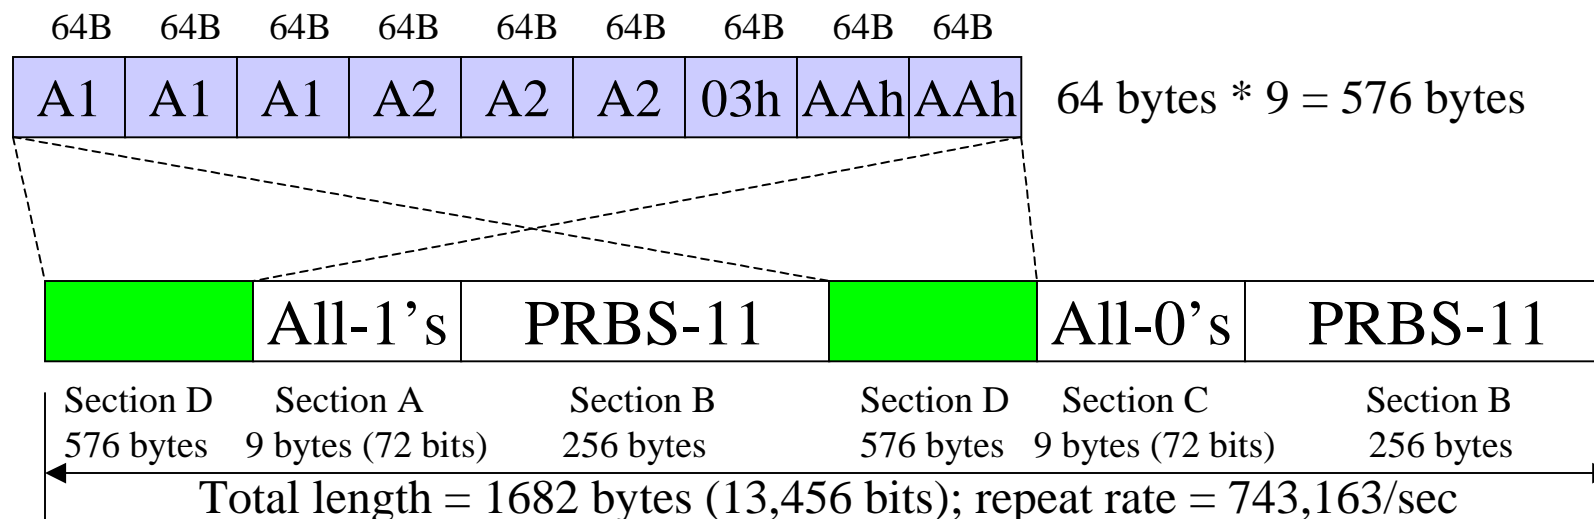 64B 64B 64B 64B 64B 64B 64B 64B 64B
A1 A1 A1 A2 A2 A2 03h AAh AAh 64 bytes * 9 = 576 bytes
All-1’s PRBS-11 All-0’s PRBS-11
Section D Section A Section B Section D Section C Section B
576 bytes 9 bytes (72 bits) 256 bytes 576 bytes 9 bytes (72 bits) 256 bytes
Total length = 1682 bytes (13,456 bits); repeat rate = 743,163/sec